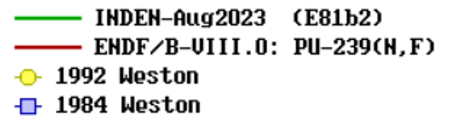 INDEN-Aug2023 (E81b2)
ENDF/B-VIII.0: PU-239(N,F)
1992 Weston
1984 Weston